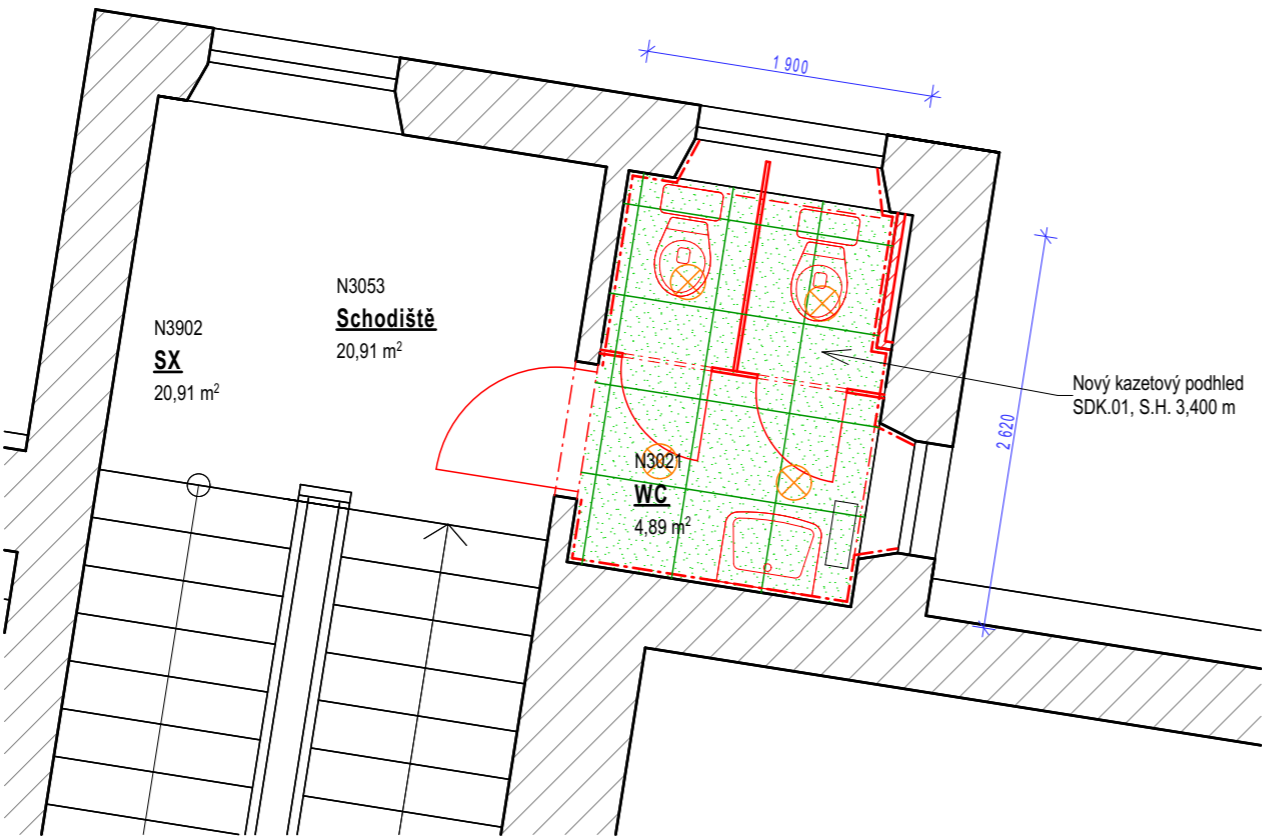 1 900
N3053
Schodiště
20,91 m²
N3902
SX
20,91 m²
Nový kazetový podhled
SDK.01, S.H. 3,400 m
2 620
N3021
WC
4,89 m²